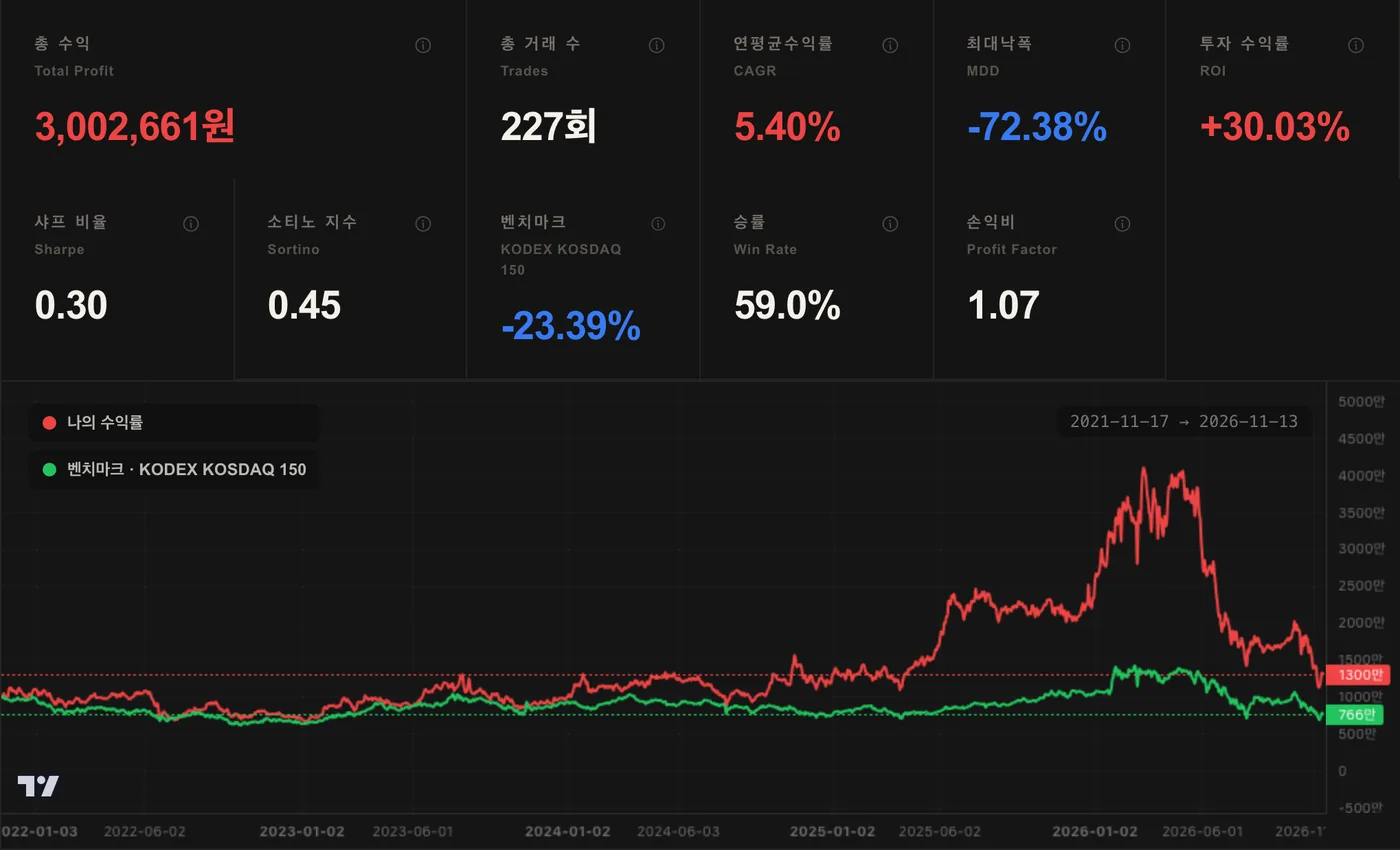 총 수익
Total Profit
3,002,661원
총 거래 수
Trades
227회
연평균수익률
CAGR
5.40%
최대낙폭
MDD
-72.38%
투자 수익률
ROI
+30.03%
샤프 비율
Sharpe
0.30
소티노 지수
Sortino
0.45
벤치마크
KODEX KOSDAQ
150
-23.39%
승률
Win Rate
59.0%
손익비
Profit Factor
1.07
나의 수익률
벤치마크 · KODEX KOSDAQ 150
2021-11-17 → 2026-11-13
5000만
4500만
4000만
3500만
3000만
2500만
2000만
1500만
1300만
1000만
766만
500만
0
-500만
022-01-03
2022-06-02
2023-01-02
2023-06-01
2024-01-02
2024-06-03
2025-01-02
2025-06-02
2026-01-02
2026-06-01
2026-1